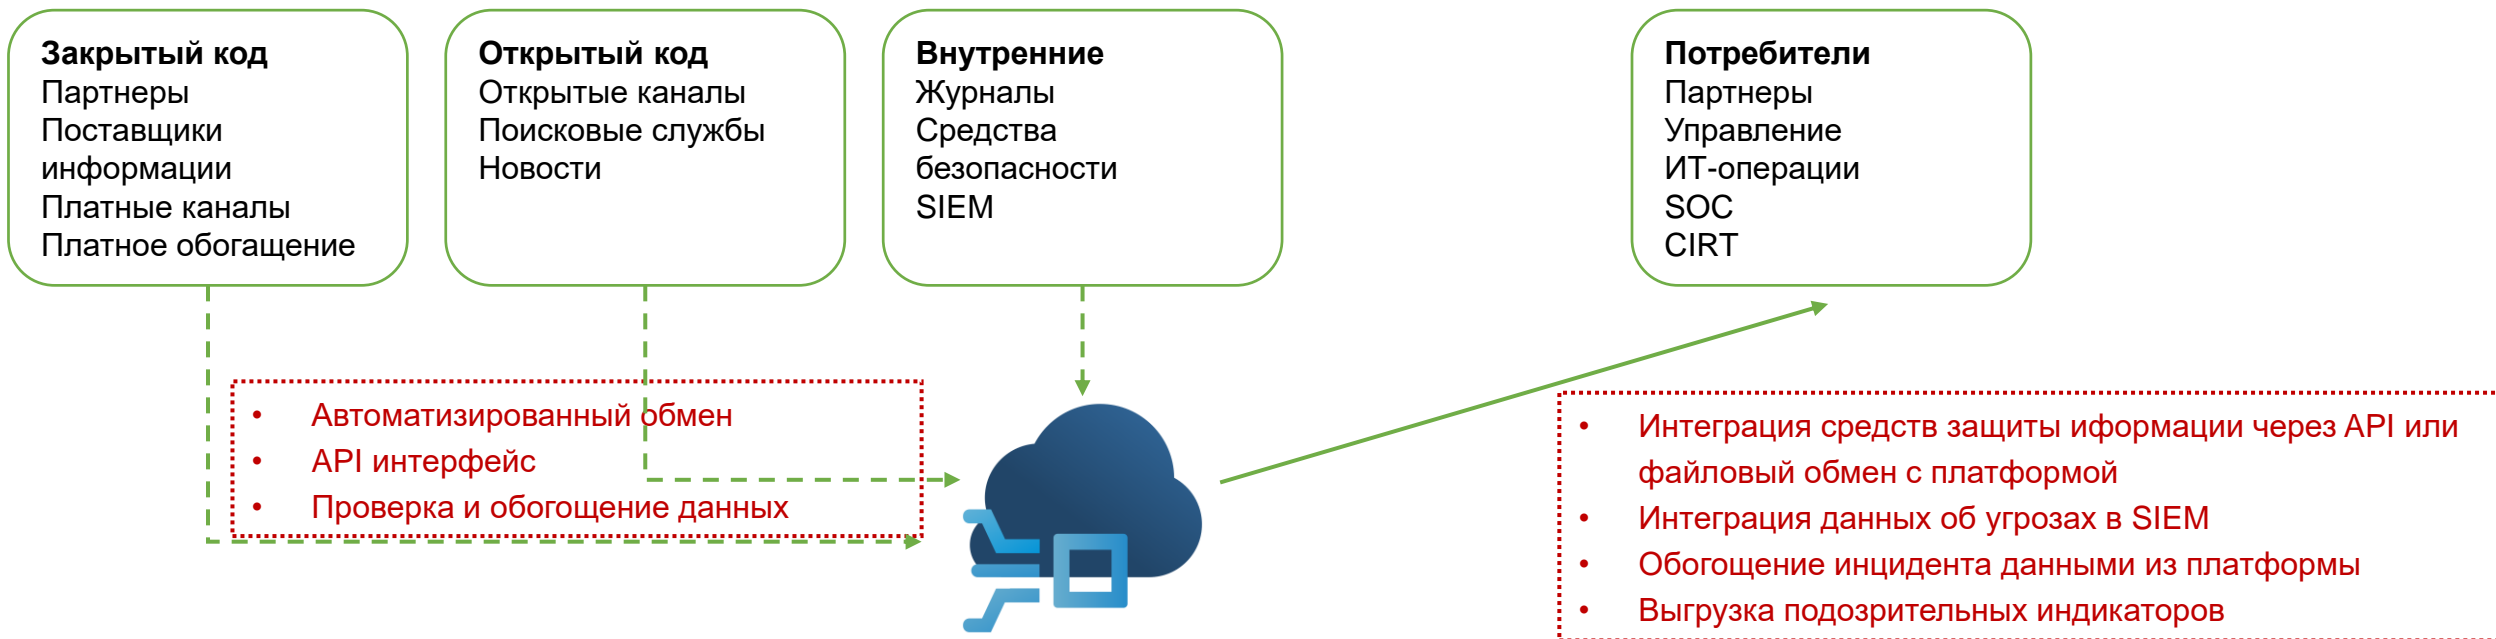 Закрытый код
Партнеры
Поставщики
информации
Платные каналы
Платное обогащение
Открытый код
Открытые каналы
Поисковые службы
Новости
Внутренние
Журналы
Средства
безопасности
SIEM
Потребители
Партнеры
Управление
ИТ-операции
SOC
CIRT
• Автоматизированный обмен
• API интерфейс
• Проверка и обогощение данных
• Интеграция средств защиты иформации через API или
файловый обмен с платформой
• Интеграция данных об угрозах в SIEM
• Обогощение инцидента данными из платформы
• Выгрузка подозрительных индикаторов